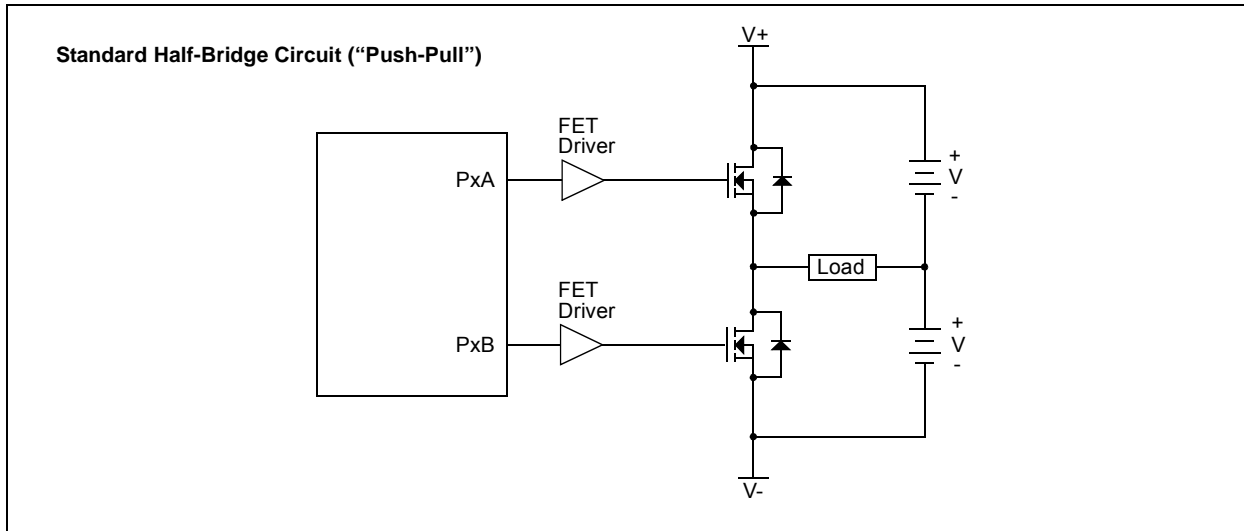 V+
Standard Half-Bridge Circuit (“Push-Pull”)
FET
Driver
PxA
+
V
-
Load
FET
Driver
PxB
+
V
-
V-